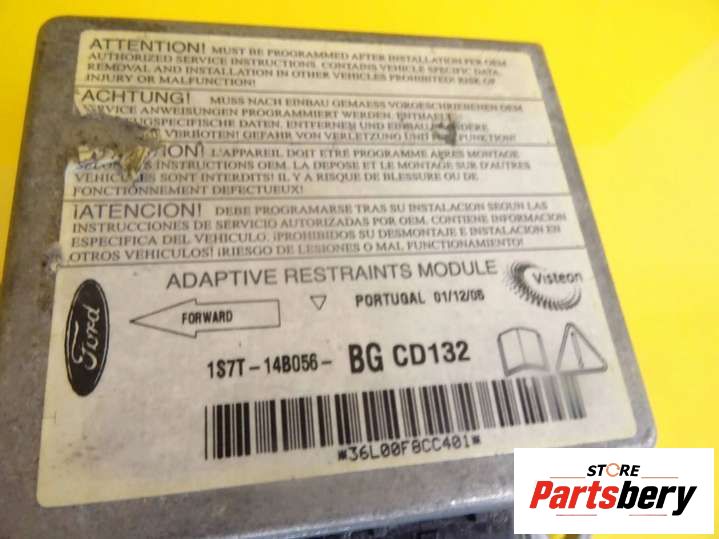 ATTENTION! MUST BE PROGRAMMED AFTER INSTALLATION PER OEM
AUTHORIZED SERVICE INSTRUCTIONS. CONTAINS VEHICLE SPECIFIC DATA.
REMOVAL AND INSTALLATION IN OTHER VEHICLES PROHIBITED! RISK OF
INJURY OR MALFUNCTION!
ACHTUNG! MUSS NACH EINBAU GEMAESS VORGESCHRIEBENEN OEM
SERVICE ANWEISUNGEN PROGRAMMIERT WERDEN. ENTHAELT
DATEN, ENTFERNEN UND EINBAU
VERBOTEN! GEFAHR VON VERLETZUNG UND FUNKTION!
L'APPAREIL DOIT ETRE PROGRAMME APRES MONTAGE
INSTRUCTIONS OEM. LA DEPOSE ET LE MONTAGE SUR D'AUTRES
VEHICULES SONT INTERDITS! IL Y A RISQUE DE BLESSURE OU DE
FONCTIONNEMENT DEFECTUEUX!
¡ATENCION! DEBE PROGRAMARSE TRAS SU INSTALACION SEGUN LAS
INSTRUCCIONES DE SERVICIO AUTORIZADAS POR OEM. CONTIENE INFORMACION
ESPECIFICA DEL VEHICULO. ¡PROHIBIDOS SU DESMONTAJE E INSTALACION EN
OTROS VEHICULOS! ¡RIESGO DE LESIONES O MAL FUNCIONAMIENTO!
ADAPTIVE RESTRAINTS MODULE
Visteon
Ford
FORWARD
PORTUGAL 01/12/06
1S7T-14B056- BG CD132
*36L00F8CC401*
STORE
Partsbery